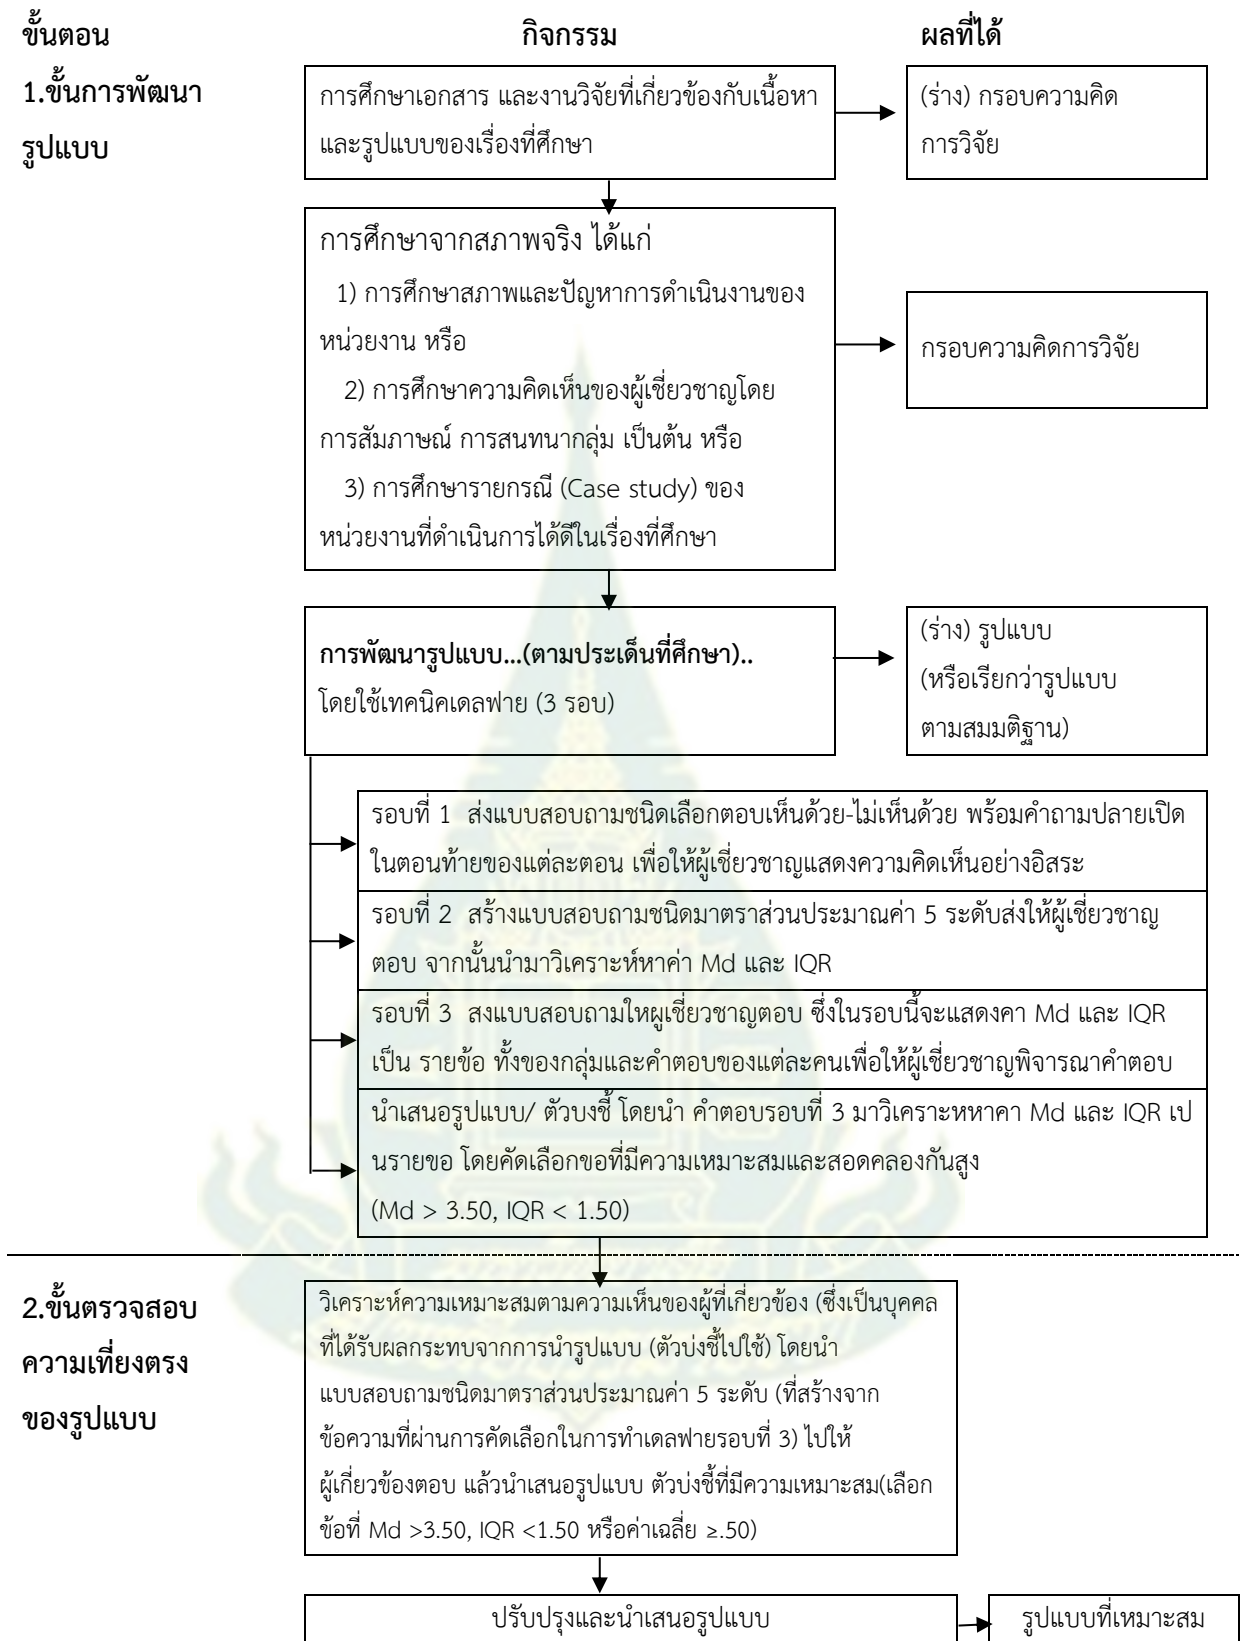 ขั้นตอน กิจกรรม ผลที่ได้
1.ขั้นการพัฒนา
รูปแบบ
การศึกษาเอกสาร และงานวิจัยที่เกี่ยวข้องกับเนื้อหา
และรูปแบบของเรื่องที่ศึกษา
(ร่าง) กรอบความคิด
การวิจัย
การศึกษาจากสภาพจริง ได้แก่
1) การศึกษาสภาพและปัญหาการดำเนินงานของ
หน่วยงาน หรือ
2) การศึกษาความคิดเห็นของผู้เชี่ยวชาญโดย
การสัมภาษณ์ การสนทนากลุ่ม เป็นต้น หรือ
3) การศึกษารายกรณี (Case study) ของ
หน่วยงานที่ดำเนินการได้ดีในเรื่องที่ศึกษา
กรอบความคิดการวิจัย
การพัฒนารูปแบบ...(ตามประเด็นที่ศึกษา)..
โดยใช้เทคนิคเดลฟาย (3 รอบ)
(ร่าง) รูปแบบ
(หรือเรียกว่ารูปแบบ
ตามสมมติฐาน)
รอบที่ 1 ส่งแบบสอบถามชนิดเลือกตอบเห็นด้วย-ไม่เห็นด้วย พร้อมคำถามปลายเปิด
ในตอนท้ายของแต่ละตอน เพื่อให้ผู้เชี่ยวชาญแสดงความคิดเห็นอย่างอิสระ
รอบที่ 2 สร้างแบบสอบถามชนิดมาตราส่วนประมาณค่า 5 ระดับส่งให้ผู้เชี่ยวชาญ
ตอบ จากนั้นนำมาวิเคราะห์หาค่า Md และ IQR
รอบที่ 3 สงแบบสอบถามใหผูเชี่ยวชาญตอบ ซึ่งในรอบนี้จะแสดงคา Md และ IQR
เป็น รายข้อ ทั้งของกลุ่มและคำตอบของแต่ละคนเพื่อให้ผู้เชี่ยวชาญพิจารณาคำตอบ
นำเสนอรูปแบบ/ ตัวบงชี้ โดยนำ คำตอบรอบที่ 3 มาวิเคราะหหาคา Md และ IQR เป
นรายขอ โดยคัดเลือกขอที่มีความเหมาะสมและสอดคลองกันสูง
(Md > 3.50, IQR < 1.50)
2.ขั้นตรวจสอบ
ความเที่ยงตรง
ของรูปแบบ
วิเคราะห์ความเหมาะสมตามความเห็นของผู้ที่เกี่ยวข้อง (ซึ่งเป็นบุคคล
ที่ได้รับผลกระทบจากการนำรูปแบบ (ตัวบ่งชี้ไปใช้) โดยนำ
แบบสอบถามชนิดมาตราส่วนประมาณค่า 5 ระดับ (ที่สร้างจาก
ข้อความที่ผ่านการคัดเลือกในการทำเดลฟายรอบที่ 3) ไปให้
ผู้เกี่ยวข้องตอบ แล้วนำเสนอรูปแบบ ตัวบ่งชี้ที่มีความเหมาะสม(เลือก
ข้อที่ Md >3.50, IQR <1.50 หรือค่าเฉลี่ย ≥.50)
ปรับปรุงและนำเสนอรูปแบบ
รูปแบบที่เหมาะสม